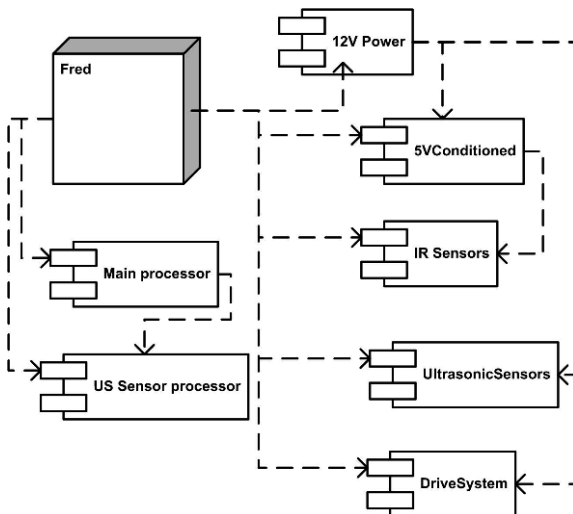 12V Power
Fred
5VConditioned
IR Sensors
Main processor
US Sensor processor
UltrasonicSensors
DriveSystem